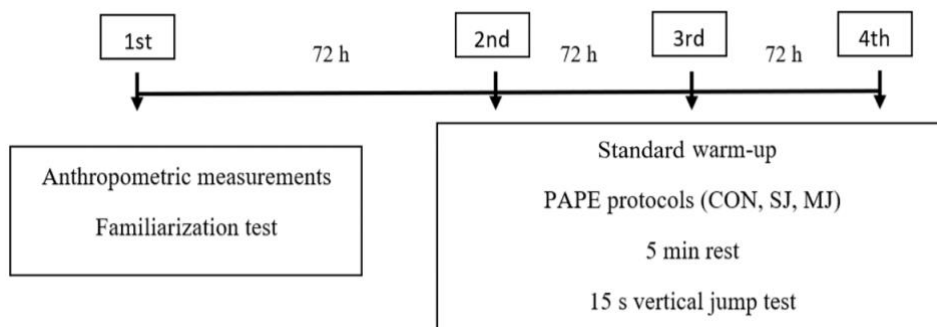 1st
2nd
3rd
4th
72 h
72 h
72 h
Anthropometric measurements
Familiarization test
Standard warm-up
PAPE protocols (CON, SJ, MJ)
5 min rest
15 s vertical jump test